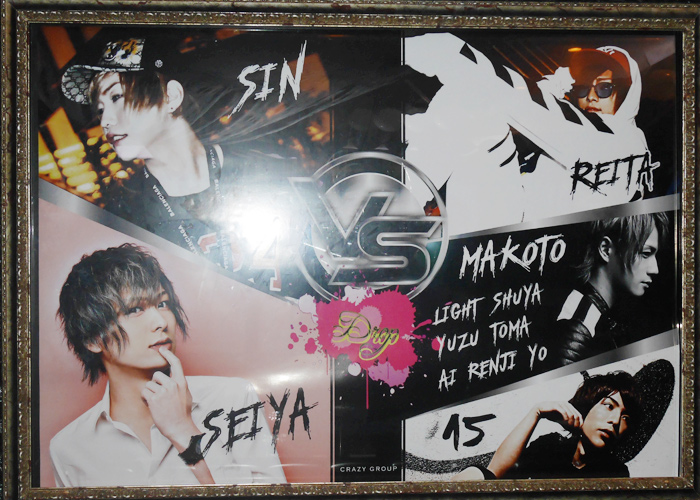 SIN
REITA
VS
MAKOTO
LIGHT SHUYA
YUZU TOMA
AI RENJI YO
Drop
SEIYA
15
CRAZY GROUP